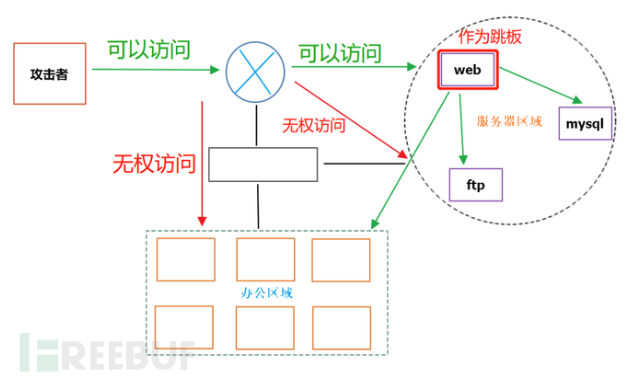 作为跳板
可以访问
可以访问
攻击者
web
服务器区域
mysql
无权访问
无权访问
ftp
办公区域
REEBUF